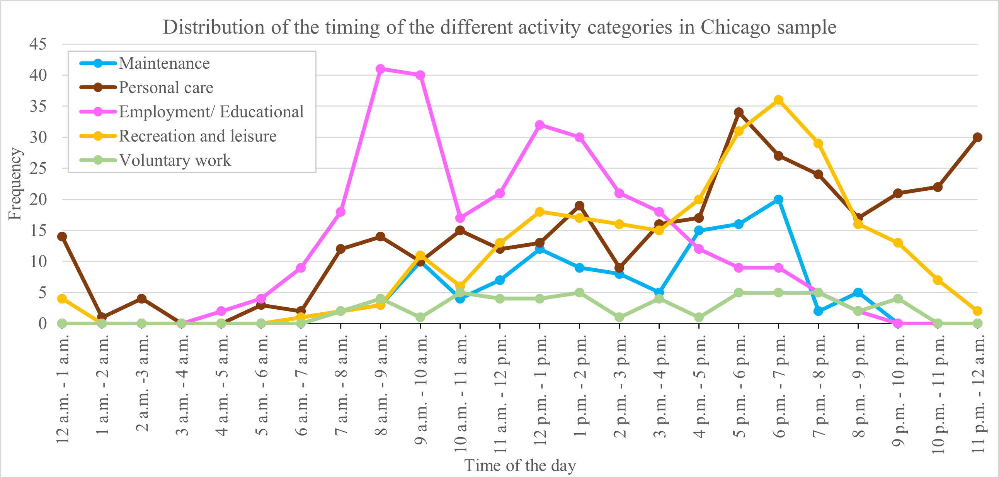 Distribution of the timing of the different activity categories in Chicago sample
45
40
35
30
25
20
15
10
5
0
Frequency
Maintenance
Personal care
Employment/ Educational
Recreation and leisure
Voluntary work
12 a.m. - 1 a.m.
1 a.m. - 2 a.m.
2 a.m. -3 a.m.
3 a.m. - 4 a.m.
4 a.m. - 5 a.m.
5 a.m. - 6 a.m.
6 a.m. - 7 a.m.
7 a.m. - 8 a.m.
8 a.m. - 9 a.m.
9 a.m. - 10 a.m.
10 a.m. - 11 a.m.
11 a.m. - 12 p.m.
12 p.m. - 1 p.m.
1 p.m. - 2 p.m.
2 p.m. - 3 p.m.
3 p.m. - 4 p.m.
4 p.m. - 5 p.m.
5 p.m. - 6 p.m.
6 p.m. - 7 p.m.
7 p.m. - 8 p.m.
8 p.m. - 9 p.m.
9 p.m. - 10 p.m.
10 p.m. - 11 p.m.
11 p.m. - 12 a.m.
Time of the day